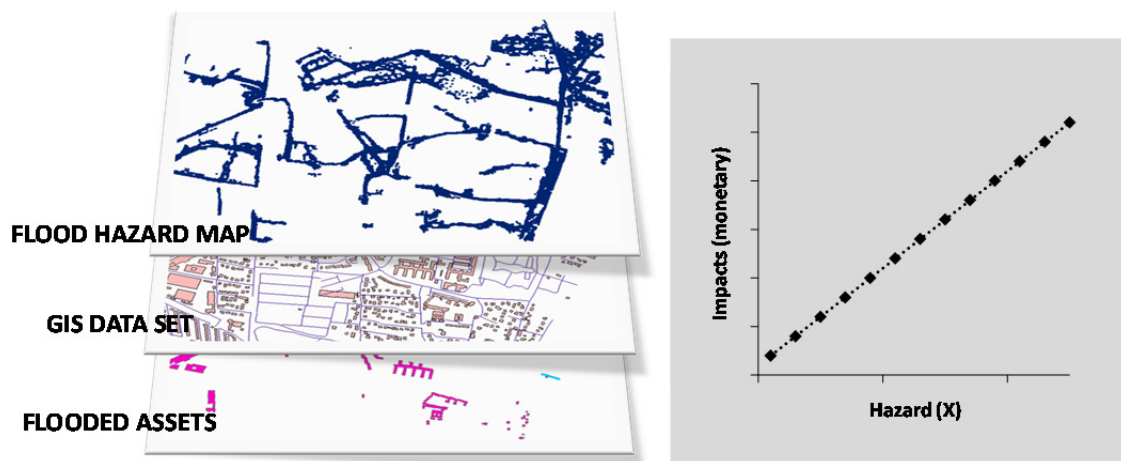 FLOOD HAZARD MAP
GIS DATA SET
FLOODED ASSETS
Impacts (monetary)
Hazard (X)